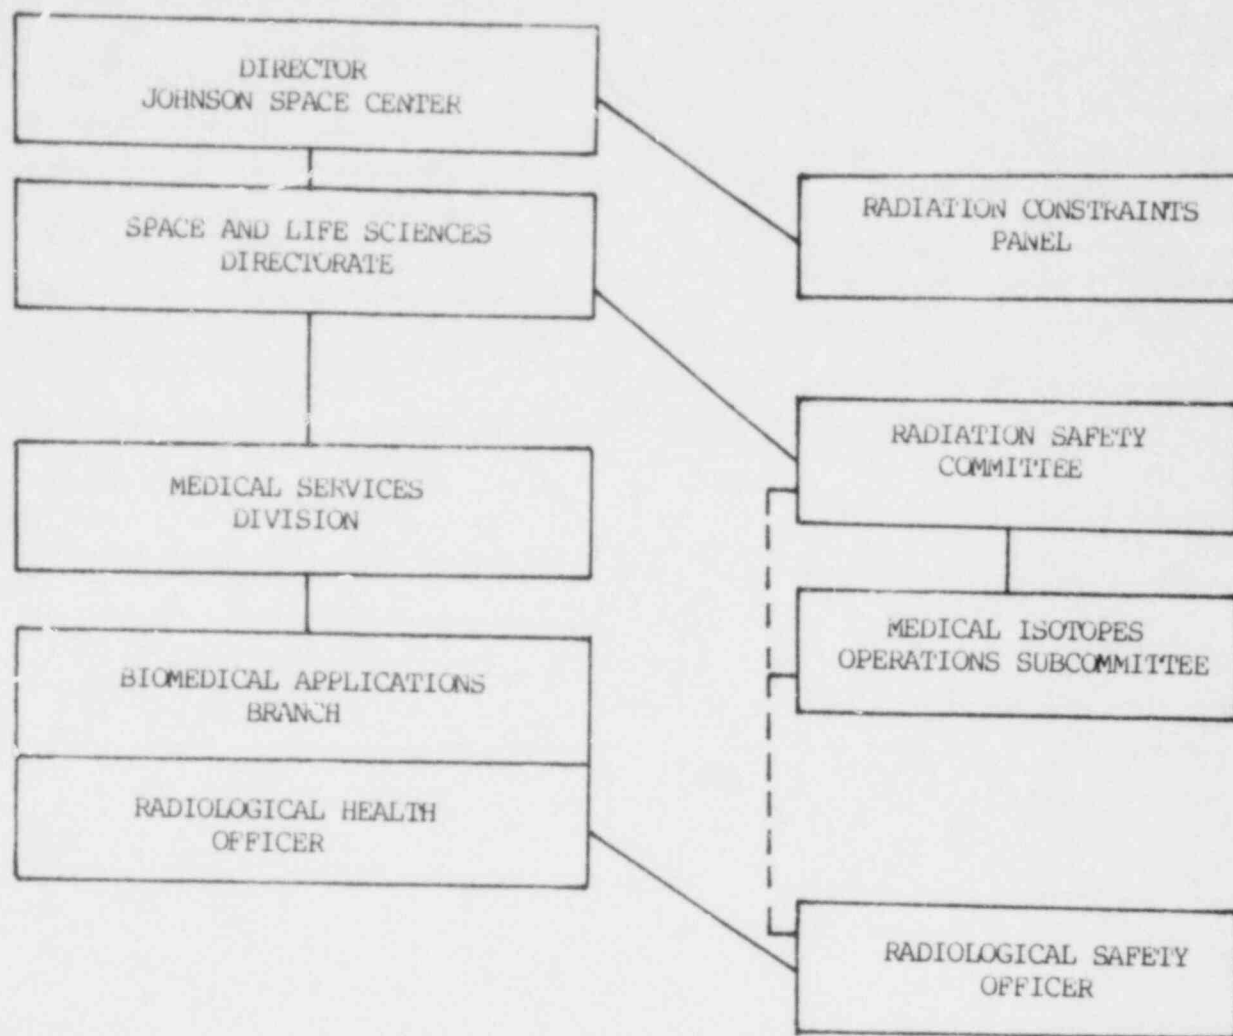 DIRECTOR
JOHNSON SPACE CENTER
SPACE AND LIFE SCIENCES
DIRECTORATE
MEDICAL SERVICES
DIVISION
BIOMEDICAL APPLICATIONS
BRANCH
RADIOLOGICAL HEALTH
OFFICER
RADIATION CONSTRAINTS
PANEL
RADIATION SAFETY
COMMITTEE
MEDICAL ISOTOPES
OPERATIONS SUBCOMMITTEE
RADIOLOGICAL SAFETY
OFFICER